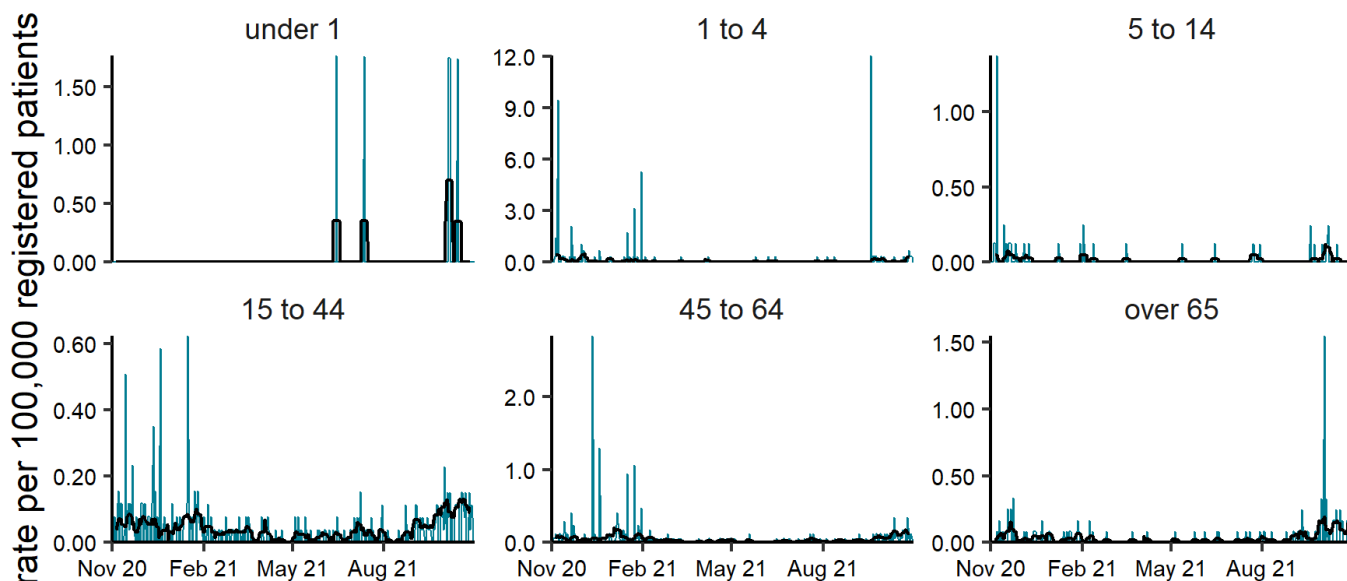 rate per 100,000 registered patients
under 1
1 to 4
5 to 14
1.50
1.00
0.50
0.00
12.0
9.0
6.0
3.0
0.0
1.00
0.50
0.00
15 to 44
45 to 64
over 65
0.60
0.40
0.20
0.00
2.0
1.0
0.0
1.50
1.00
0.50
0.00
Nov 20 Feb 21 May 21 Aug 21
Nov 20 Feb 21 May 21 Aug 21
Nov 20 Feb 21 May 21 Aug 21